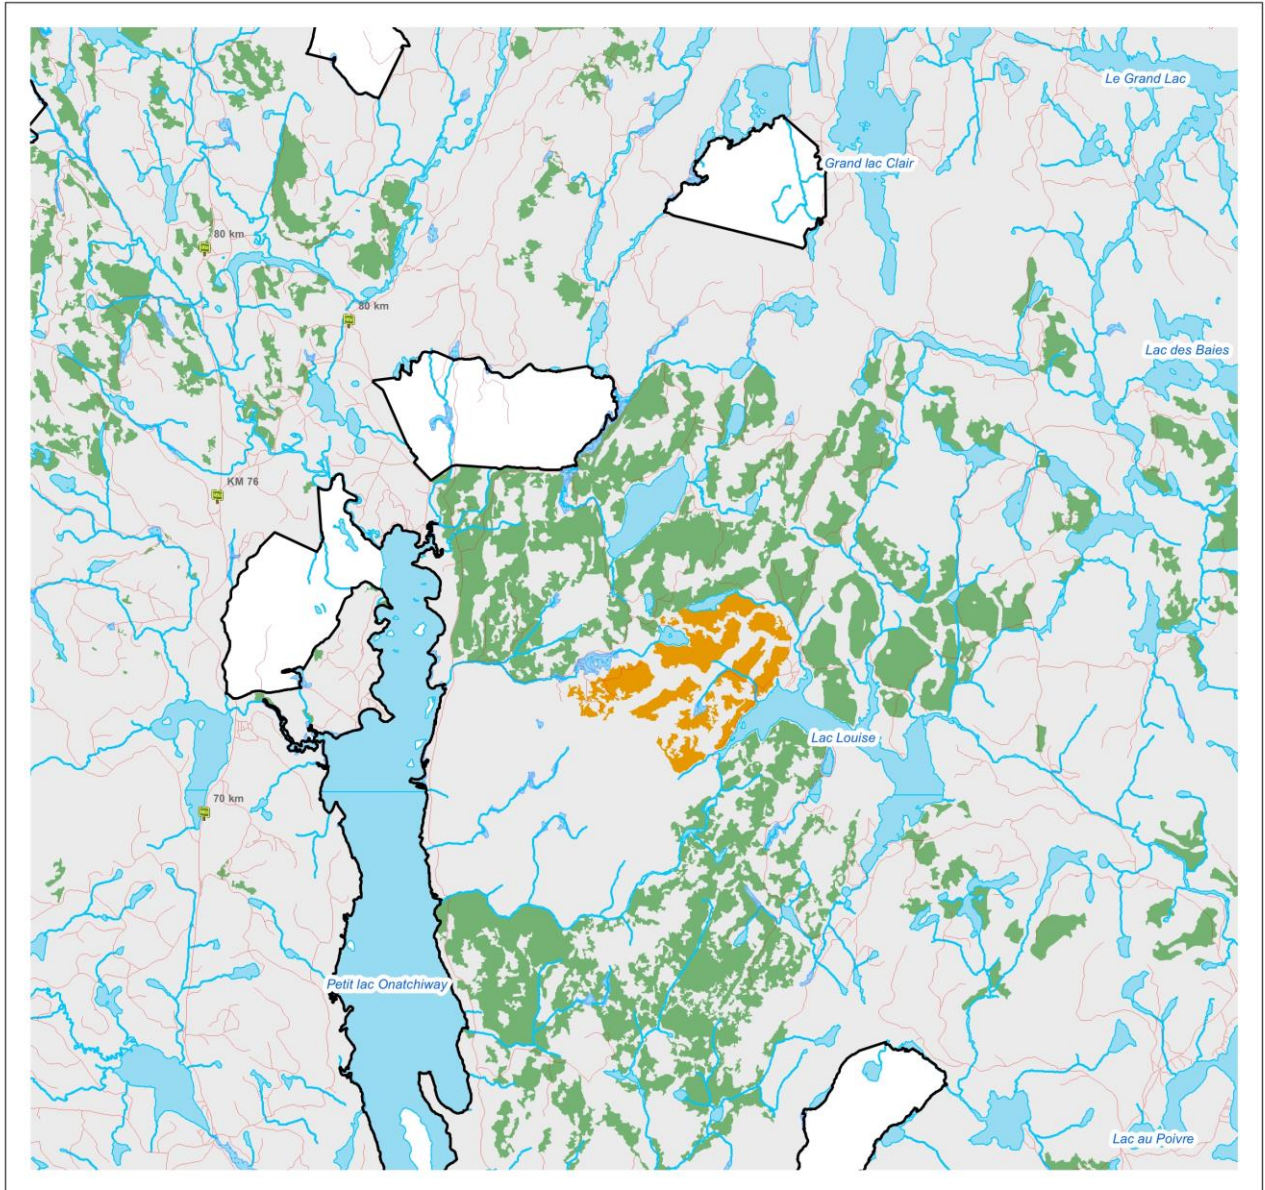 Le Grand Lac
Grand lac Clair
80 km
80 km
Lac des Baies
KM 76
Lac Louise
70 km
Petit lac Onatchiway
Lac au Poivre